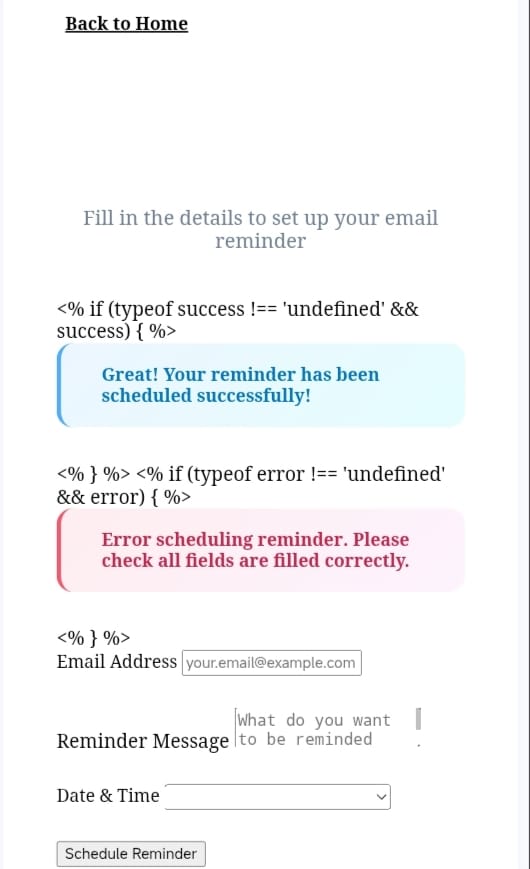 Back to Home
Fill in the details to set up your email
reminder
<% if (typeof success !== 'undefined' &&
success) { %>
Great! Your reminder has been
scheduled successfully!
<% } %> <% if (typeof error !== 'undefined'
&& error) { %>
Error scheduling reminder. Please
check all fields are filled correctly.
<% } %>
Email Address your.email@example.com
What do you want
Reminder Message to be reminded
Date & Time
Schedule Reminder